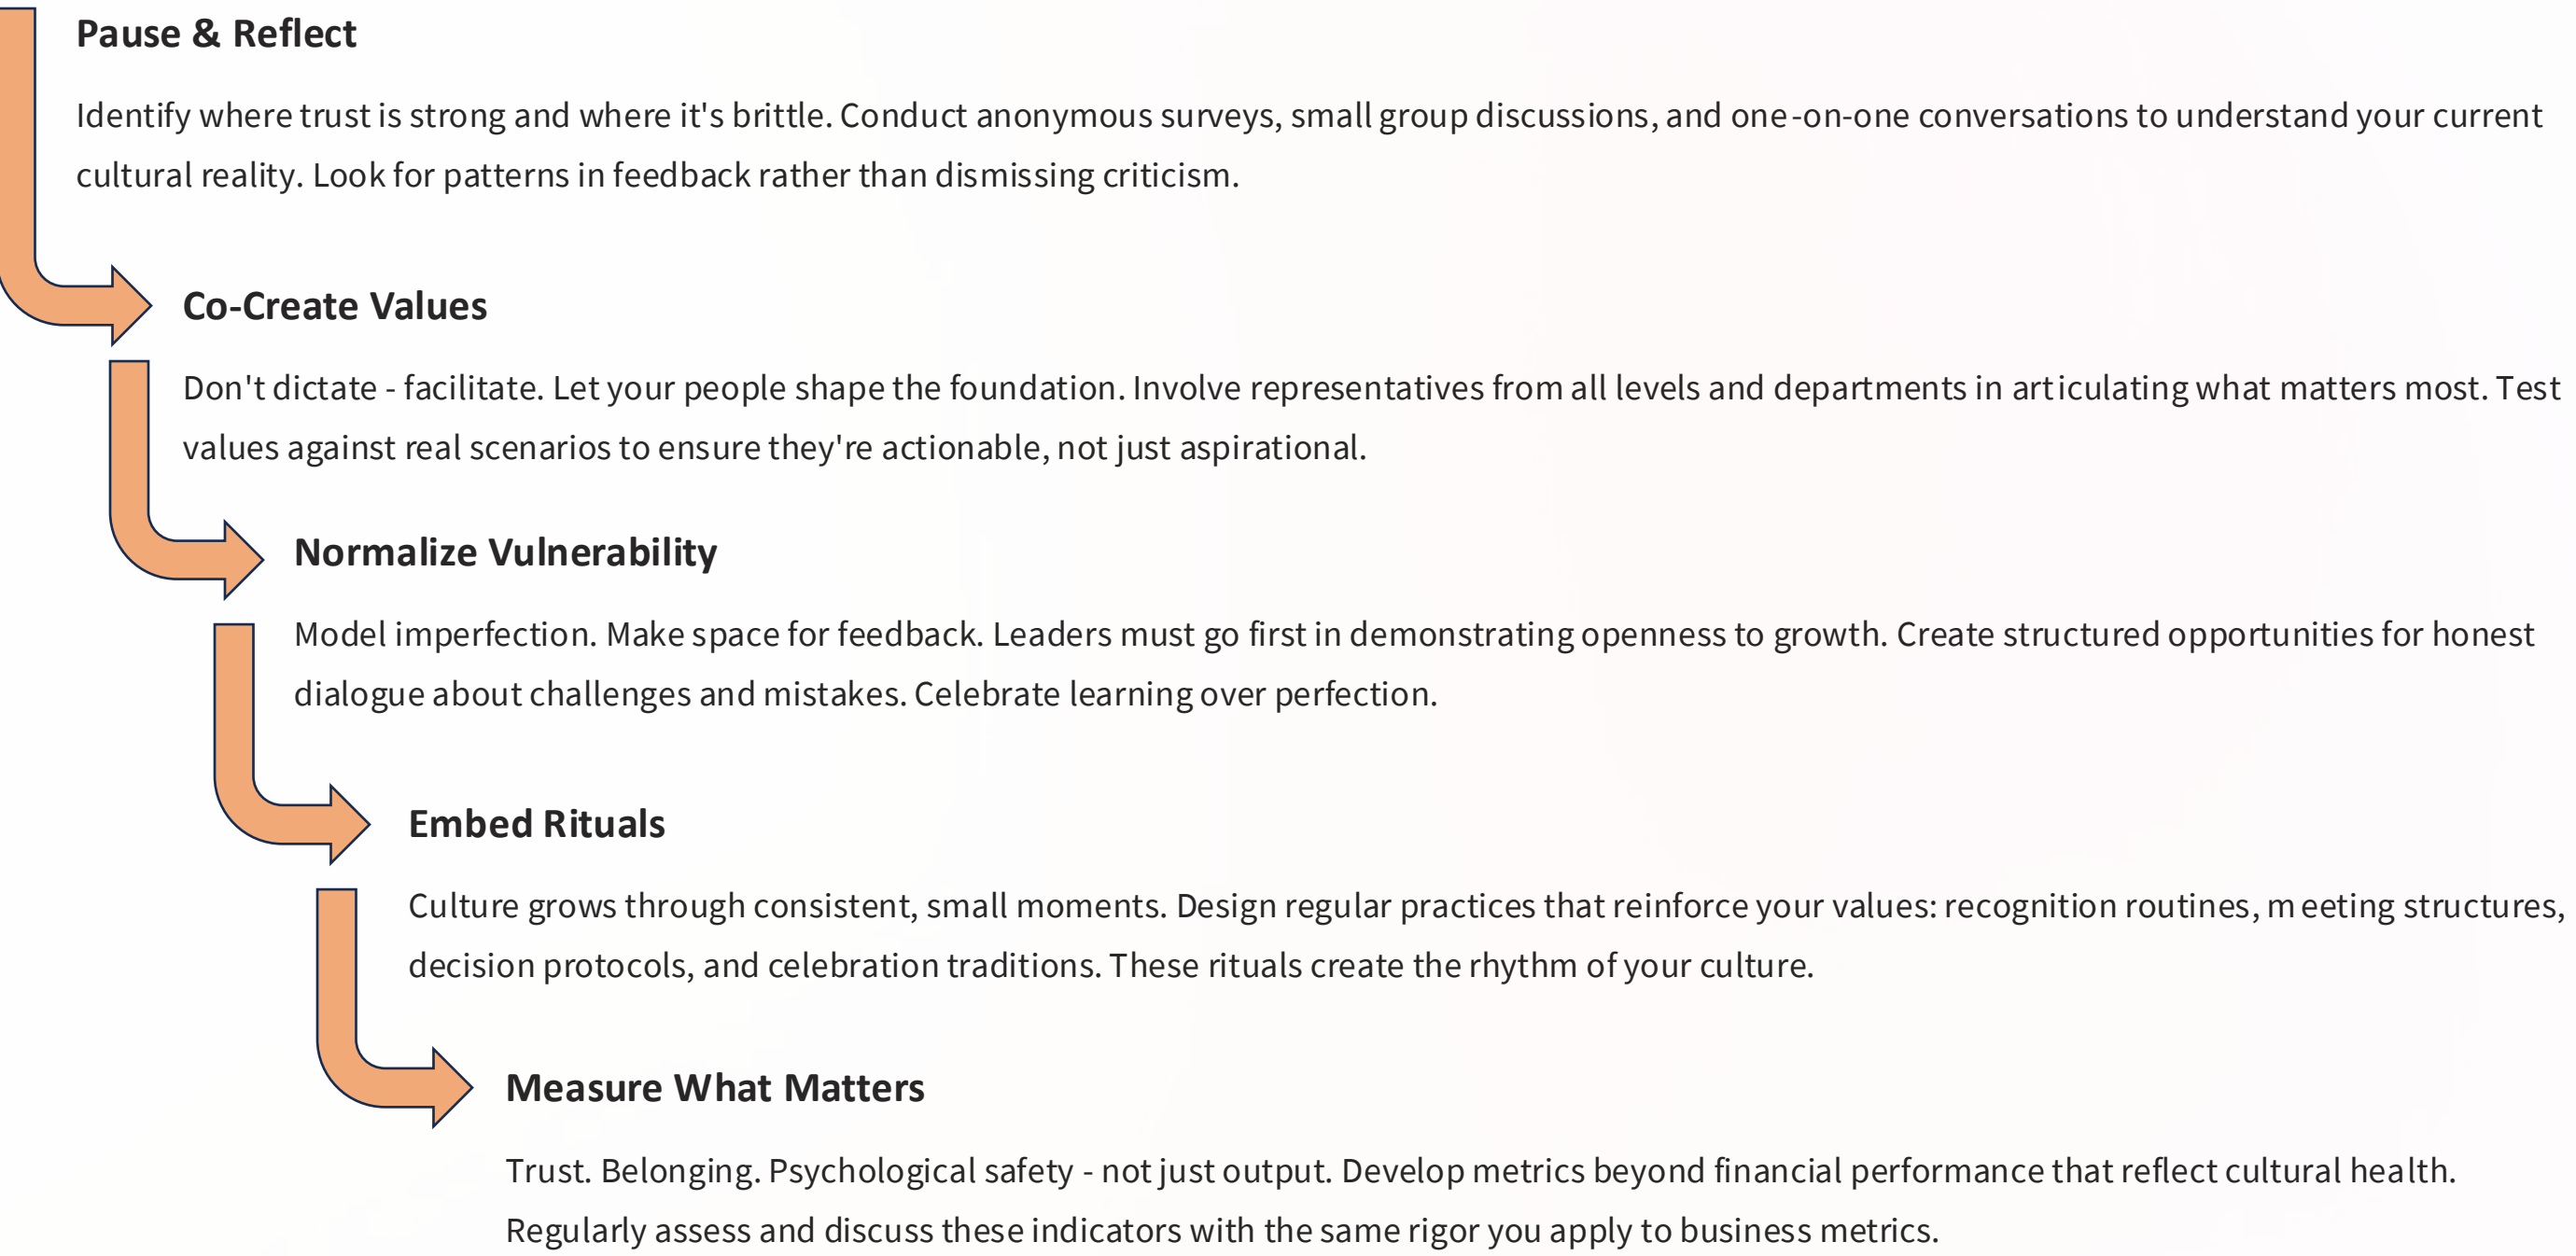 Pause & Reflect
Identify where trust is strong and where it's brittle. Conduct anonymous surveys, small group discussions, and one-on-one conversations to understand your current
cultural reality. Look for patterns in feedback rather than dismissing criticism.
Co-Create Values
Don't dictate - facilitate. Let your people shape the foundation. Involve representatives from all levels and departments in articulating what matters most. Test
values against real scenarios to ensure they're actionable, not just aspirational.
Normalize Vulnerability
Model imperfection. Make space for feedback. Leaders must go first in demonstrating openness to growth. Create structured opportunities for honest
dialogue about challenges and mistakes. Celebrate learning over perfection.
Embed Rituals
Culture grows through consistent, small moments. Design regular practices that reinforce your values: recognition routines, meeting structures,
decision protocols, and celebration traditions. These rituals create the rhythm of your culture.
Measure What Matters
Trust. Belonging. Psychological safety - not just output. Develop metrics beyond financial performance that reflect cultural health.
Regularly assess and discuss these indicators with the same rigor you apply to business metrics.